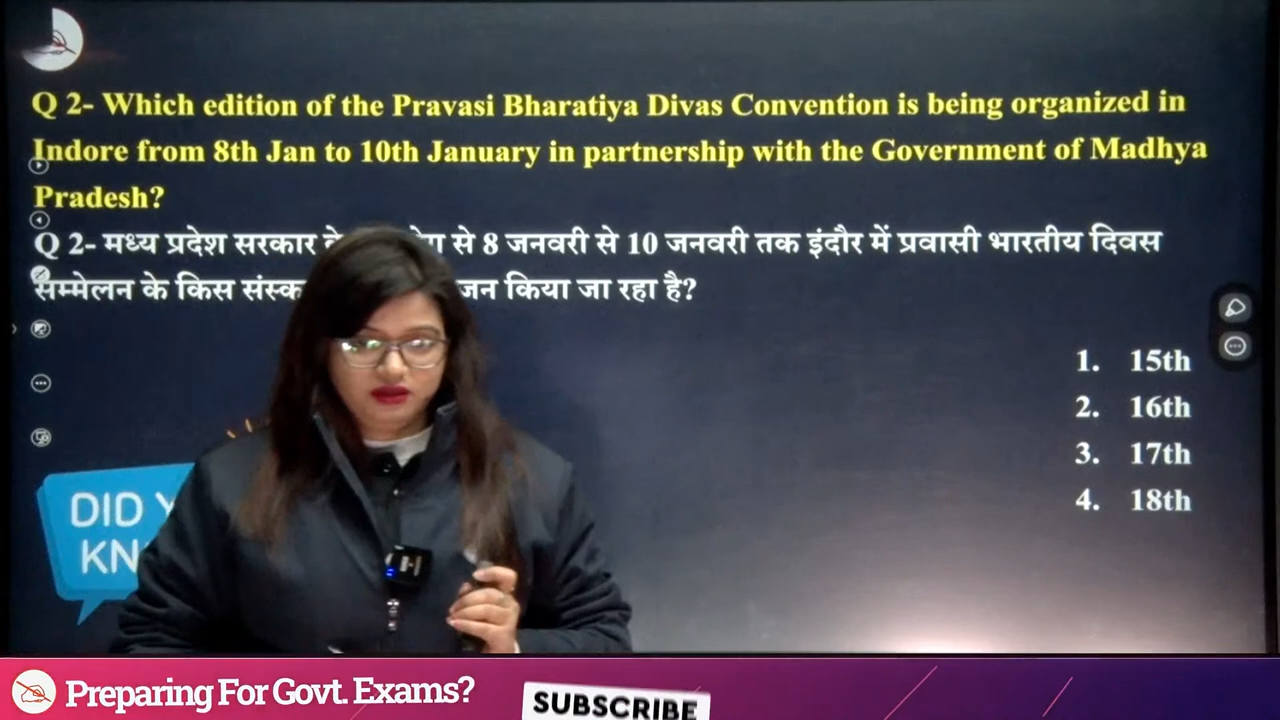 Q 2- Which edition of the Pravasi Bharatiya Divas Convention is being organized in
Indore from 8th Jan to 10th January in partnership with the Government of Madhya
Pradesh?
Q 2- मध्य प्रदेश सरकार से 8 जनवरी से 10 जनवरी तक इंदौर में प्रवासी भारतीय दिवस
सम्मेलन के किस किया जा रहा है?
1. 15th
2. 16th
3. 17th
4. 18th
DID
Preparing For Govt. Exams?
SUBSCRIBE